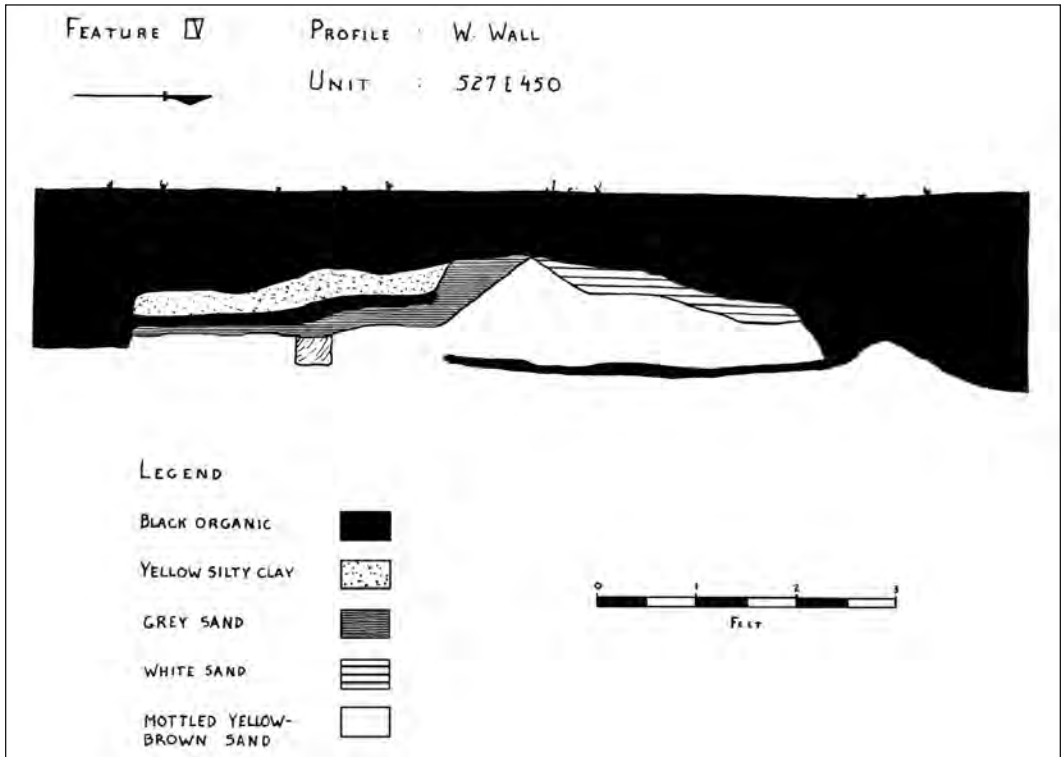 FEATURE IV PROFILE : W. WALL
UNIT : 527 E 450
LEGEND
BLACK ORGANIC
YELLOW SILTY CLAY
GREY SAND
WHITE SAND
MOTTLED YELLOW-
BROWN SAND
0 1 2 3
FEET